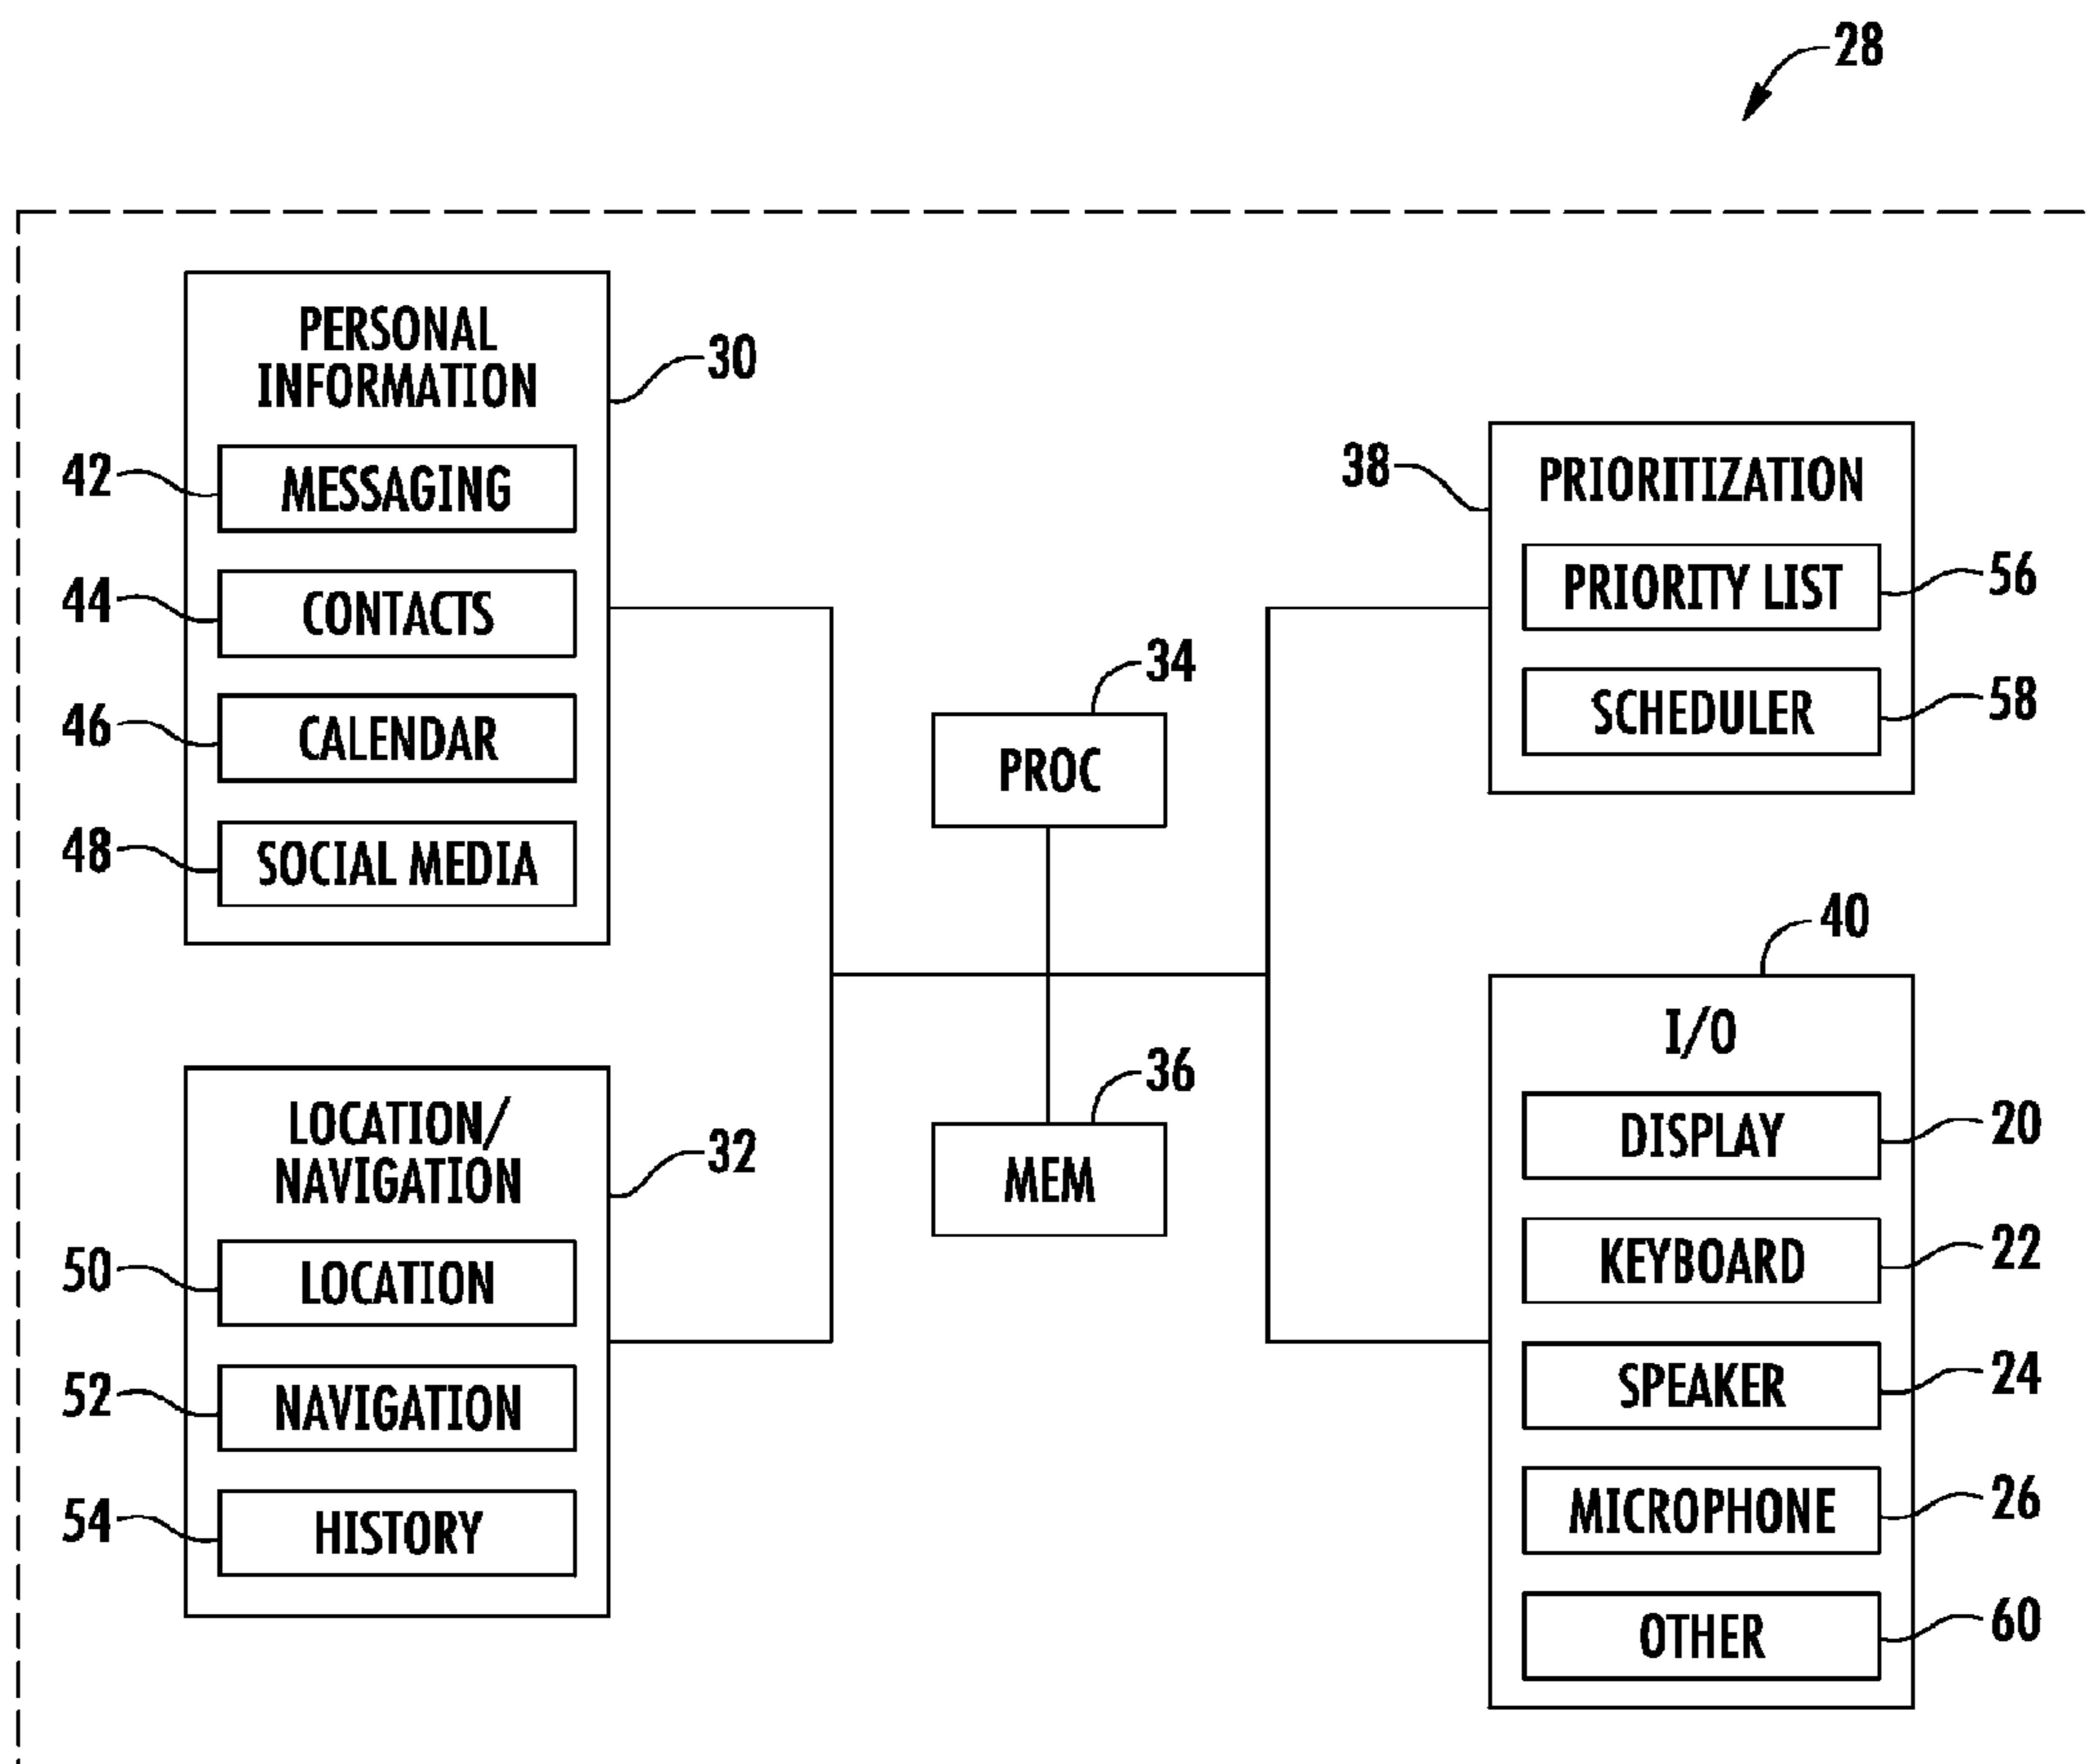 28
PERSONAL
INFORMATION
30
42
MESSAGING
44
CONTACTS
46
CALENDAR
48
SOCIAL MEDIA
LOCATION/
NAVIGATION
32
50
LOCATION
52
NAVIGATION
54
HISTORY
34
PROC
36
MEM
38
PRIORITIZATION
PRIORITY LIST
56
SCHEDULER
58
40
I/O
DISPLAY
20
KEYBOARD
22
SPEAKER
24
MICROPHONE
26
OTHER
60